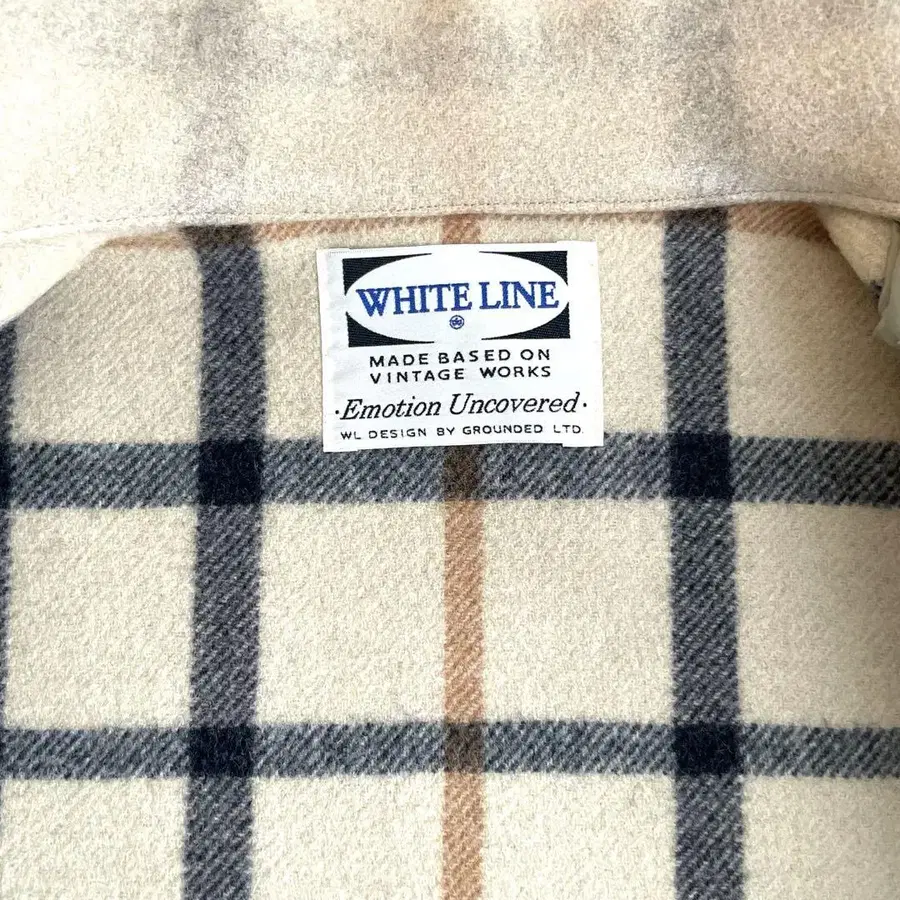 WHITE LINE
MADE BASED ON
VINTAGE WORKS
·Emotion Uncovered·
WL DESIGN BY GROUNDED LTD.